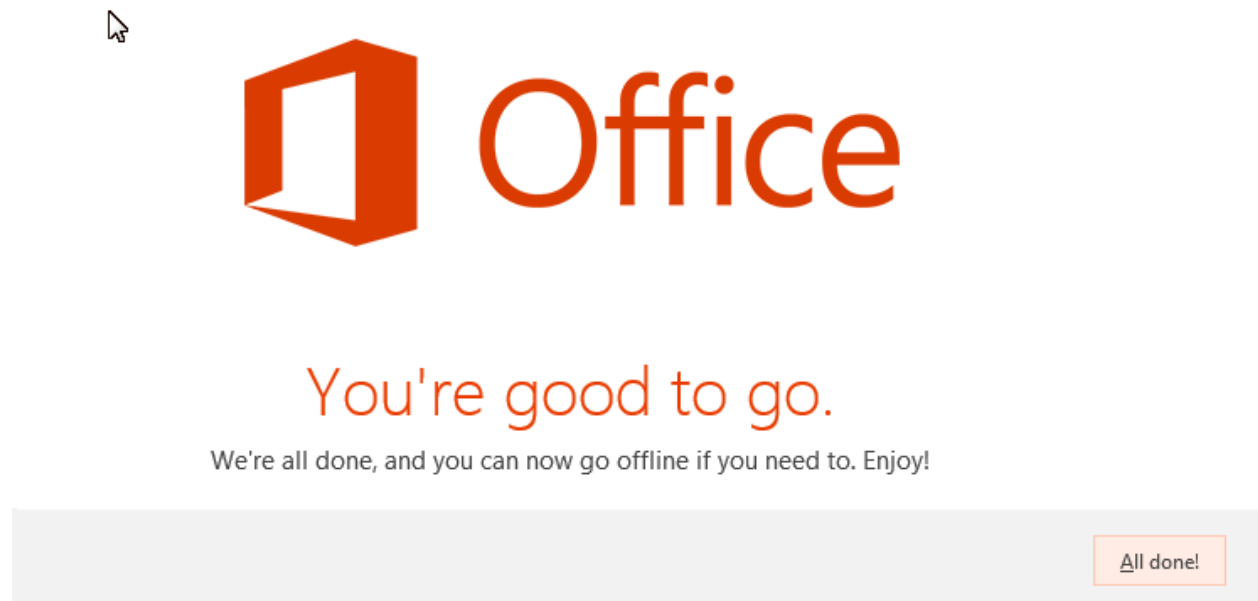 Office
You're good to go.
We're all done, and you can now go offline if you need to. Enjoy!
All done!